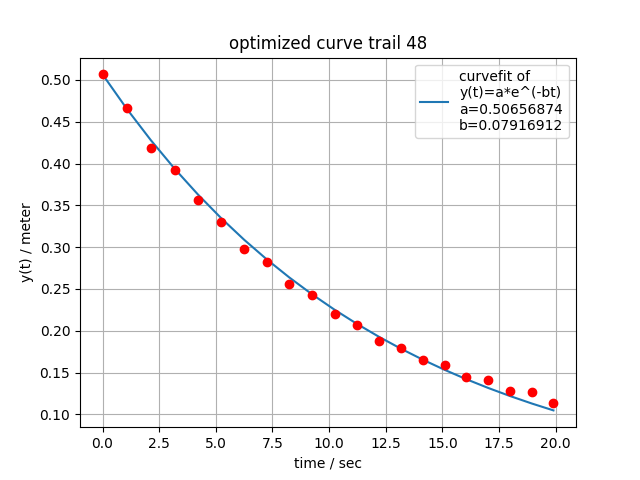 optimized curve trail 48
curvefit of
y(t)=a*e^(-bt)
a=0.50656874
b=0.07916912
y(t) / meter
0.50
0.45
0.40
0.35
0.30
0.25
0.20
0.15
0.10
0.0 2.5 5.0 7.5 10.0 12.5 15.0 17.5 20.0
time / sec